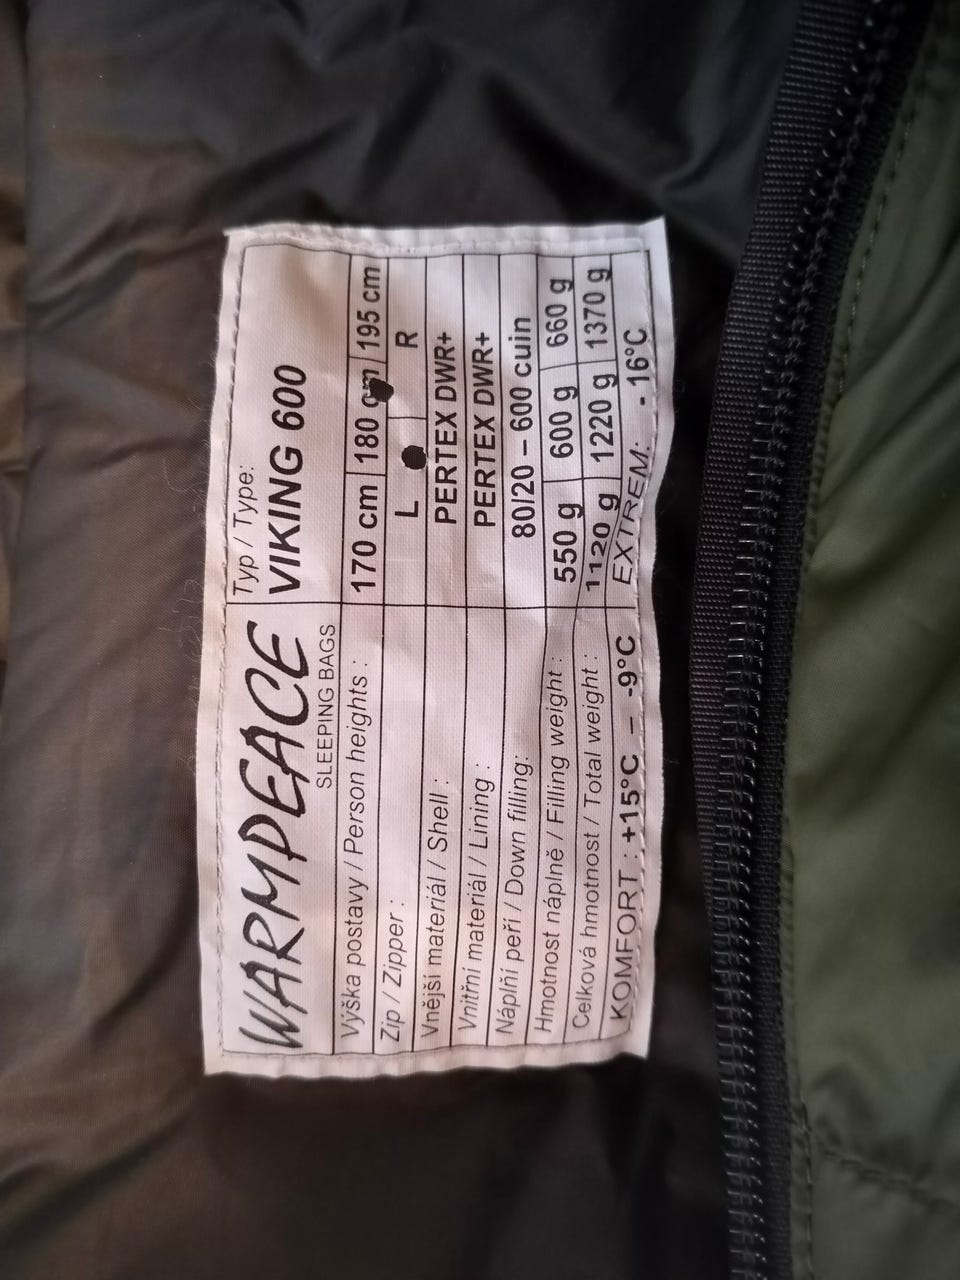 WARMPEACE
SLEEPING BAGS
Typ / Type:
VIKING 600
Výška postavy / Person heights : 170 cm 180 cm 195 cm
Zip / Zipper : L R
Vnější materiál / Shell : PERTEX DWR+
Vnitřní materiál / Lining : PERTEX DWR+
Náplňí peří / Down filling: 80/20 – 600 cuin
Hmotnost náplně / Filling weight : 550 g 600 g 660 g
Celková hmotnost / Total weight : 1120 g 1220 g 1370 g
KOMFORT : +15°C – -9°C EXTREM: - 16°C